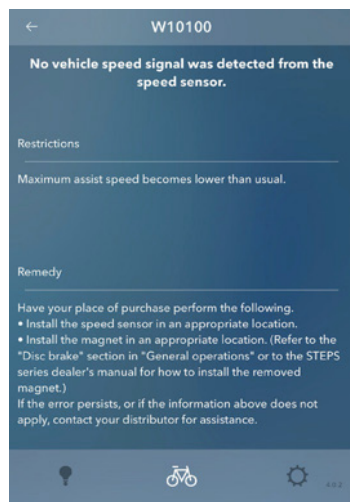 W10100
No vehicle speed signal was detected from the
speed sensor.
Restrictions
Maximum assist speed becomes lower than usual.
Remedy
Have your place of purchase perform the following.
• Install the speed sensor in an appropriate location.
• Install the magnet in an appropriate location. (Refer to the
"Disc brake" section in "General operations" or to the STEPS
series dealer's manual for how to install the removed
magnet.)
If the error persists, or if the information above does not
apply, contact your distributor for assistance.
4.0.2